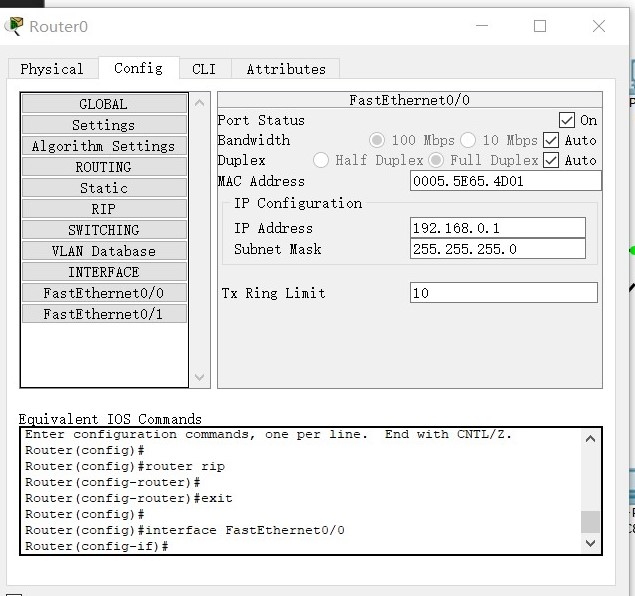 Router0
Physical Config CLI Attributes
GLOBAL
Settings
Algorithm Settings
ROUTING
Static
RIP
SWITCHING
VLAN Database
INTERFACE
FastEthernet0/0
FastEthernet0/1
FastEthernet0/0
Port Status On
Bandwidth 100 Mbps 10 Mbps Auto
Duplex Half Duplex Full Duplex Auto
MAC Address 0005.5E65.4D01
IP Configuration
IP Address 192.168.0.1
Subnet Mask 255.255.255.0
Tx Ring Limit 10
Equivalent IOS Commands
Enter configuration commands, one per line.  End with CNTL/Z.
Router(config)#
Router(config)#router rip
Router(config-router)#
Router(config-router)#exit
Router(config)#
Router(config)#interface FastEthernet0/0
Router(config-if)#